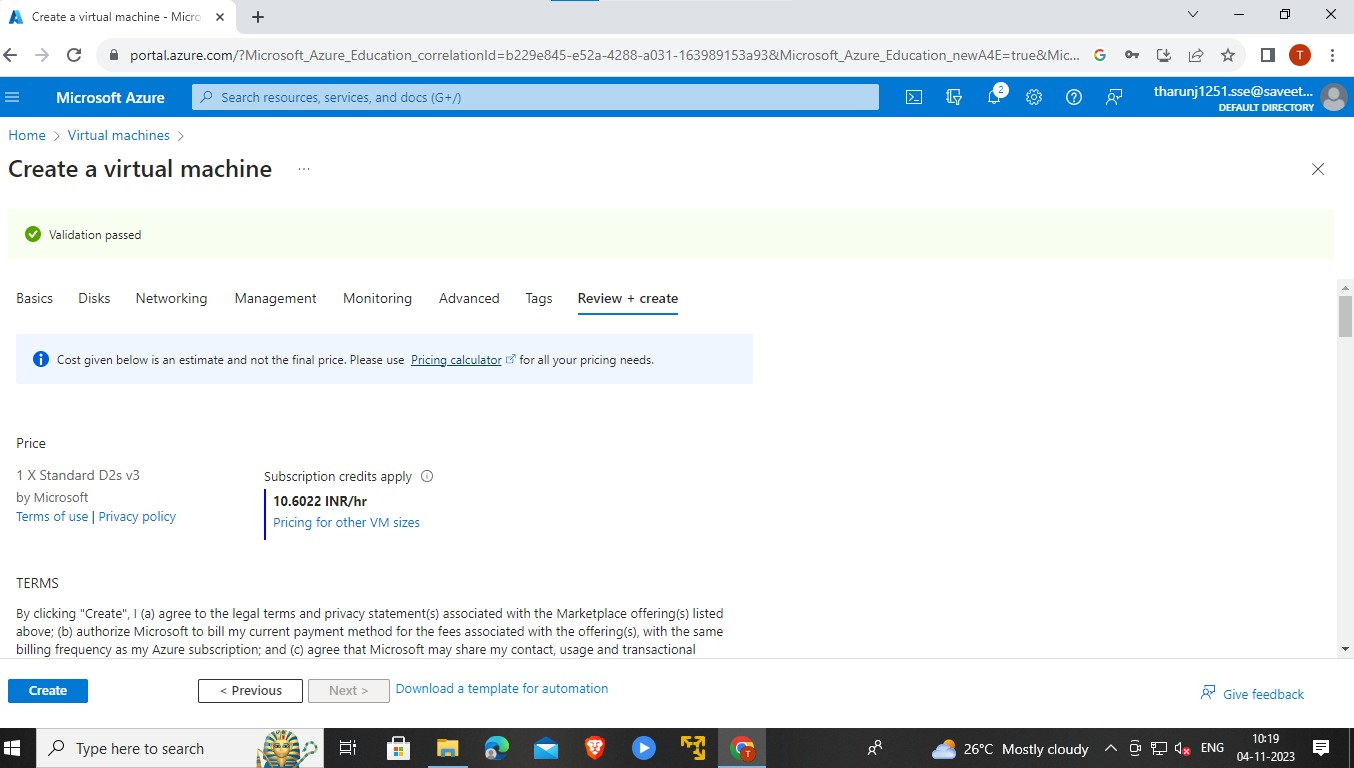 Create a virtual machine - Micro
portal.azure.com/?Microsoft_Azure_Education_correlationId=b229e845-e52a-4288-a031-163989153a93&Microsoft_Azure_Education_newA4E=true&Mic...
G
T
Microsoft Azure
Search resources, services, and docs (G+/)
2
tharunj1251.sse@saveet...
DEFAULT DIRECTORY
Home > Virtual machines >
Create a virtual machine ...
Validation passed
Basics Disks Networking Management Monitoring Advanced Tags Review + create
Cost given below is an estimate and not the final price. Please use Pricing calculator for all your pricing needs.
Price
1 X Standard D2s v3
by Microsoft
Terms of use | Privacy policy
Subscription credits apply
10.6022 INR/hr
Pricing for other VM sizes
TERMS
By clicking "Create", I (a) agree to the legal terms and privacy statement(s) associated with the Marketplace offering(s) listed
above; (b) authorize Microsoft to bill my current payment method for the fees associated with the offering(s), with the same
billing frequency as my Azure subscription; and (c) agree that Microsoft may share my contact, usage and transactional
Create < Previous Next > Download a template for automation
Give feedback
Type here to search
T
26°C Mostly cloudy
ENG
10:19
04-11-2023